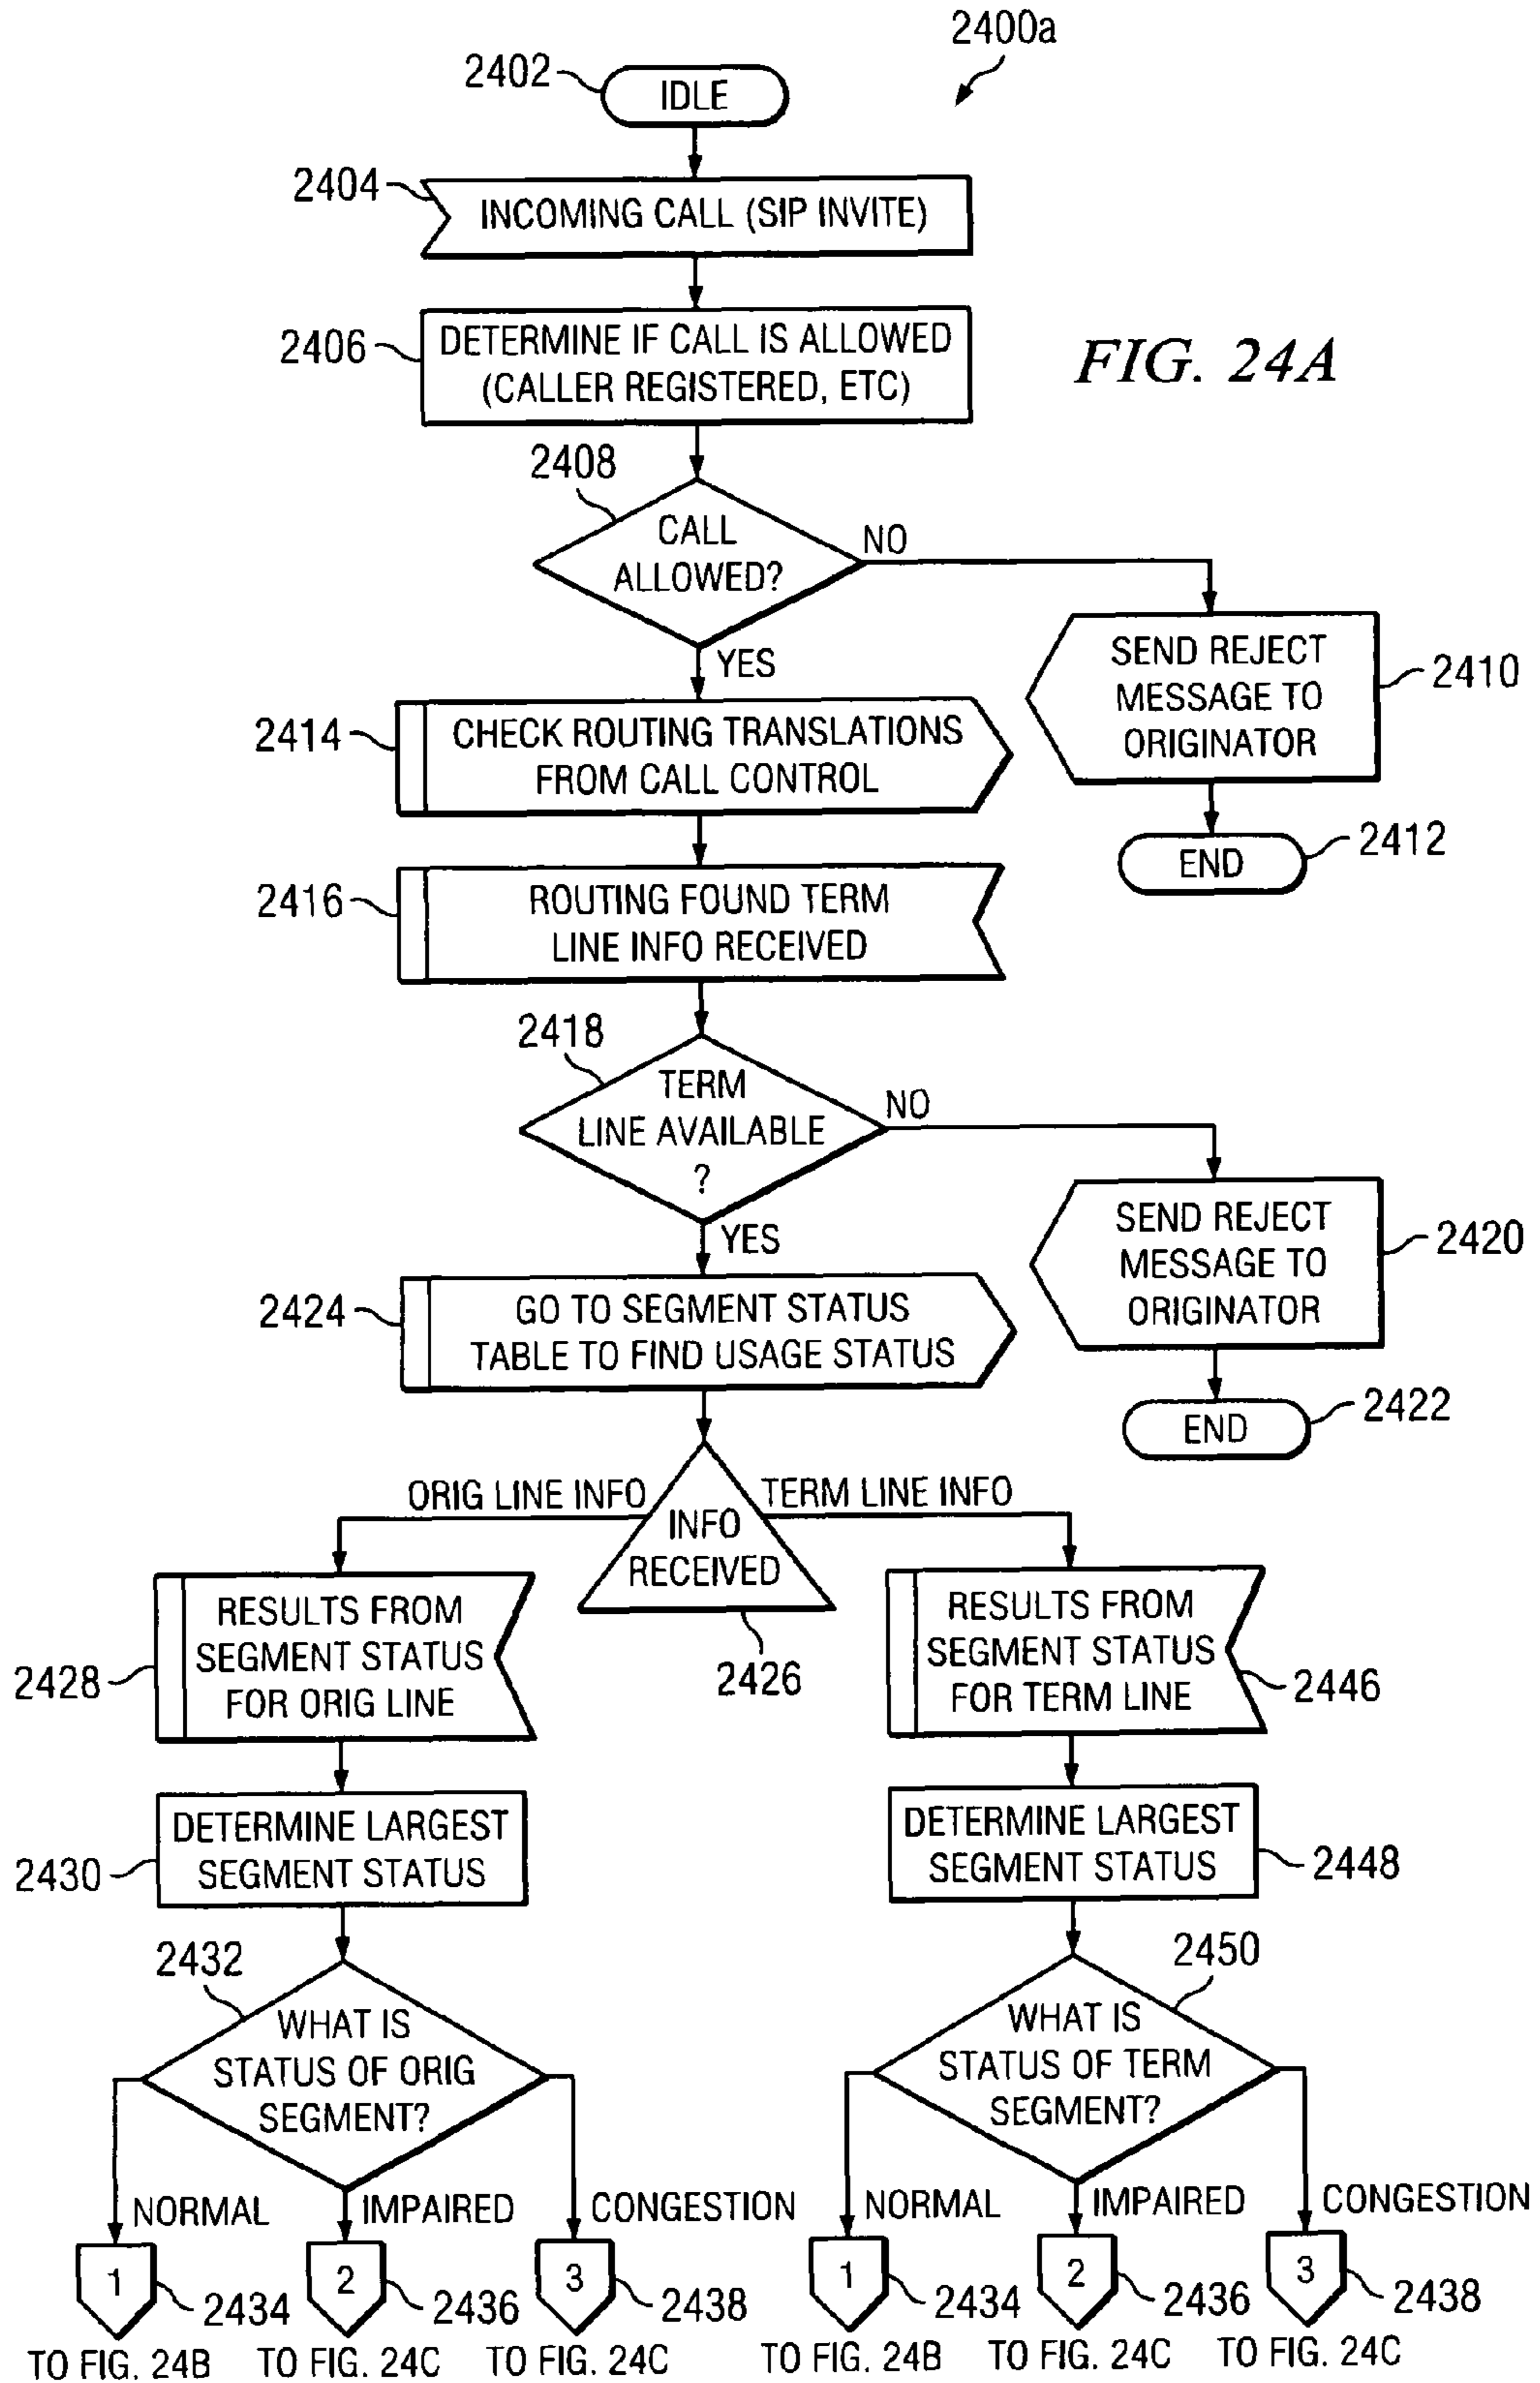 2400a
2402
IDLE
2404
INCOMING CALL (SIP INVITE)
2406
DETERMINE IF CALL IS ALLOWED
(CALLER REGISTERED, ETC)
FIG. 24A
2408
CALL
ALLOWED?
NO
YES
SEND REJECT
MESSAGE TO
ORIGINATOR
2410
END
2412
2414
CHECK ROUTING TRANSLATIONS
FROM CALL CONTROL
2416
ROUTING FOUND TERM
LINE INFO RECEIVED
2418
TERM
LINE AVAILABLE
?
NO
YES
SEND REJECT
MESSAGE TO
ORIGINATOR
2420
END
2422
2424
GO TO SEGMENT STATUS
TABLE TO FIND USAGE STATUS
ORIG LINE INFO
TERM LINE INFO
INFO
RECEIVED
2426
2428
RESULTS FROM
SEGMENT STATUS
FOR ORIG LINE
RESULTS FROM
SEGMENT STATUS
FOR TERM LINE
2446
2430
DETERMINE LARGEST
SEGMENT STATUS
DETERMINE LARGEST
SEGMENT STATUS
2448
2432
WHAT IS
STATUS OF ORIG
SEGMENT?
2450
WHAT IS
STATUS OF TERM
SEGMENT?
NORMAL
IMPAIRED
CONGESTION
NORMAL
IMPAIRED
CONGESTION
1
2434
2
2436
3
2438
1
2434
2
2436
3
2438
TO FIG. 24B
TO FIG. 24C
TO FIG. 24C
TO FIG. 24B
TO FIG. 24C
TO FIG. 24C